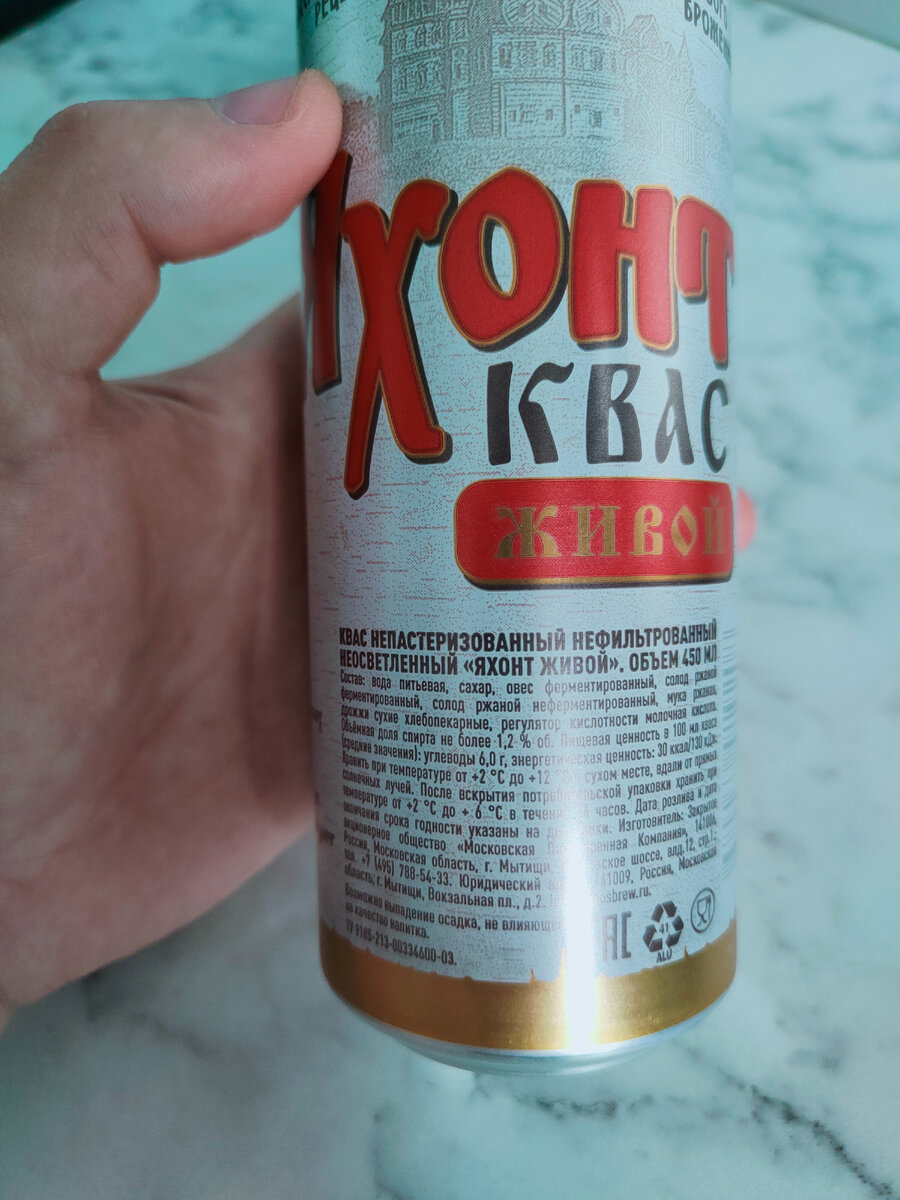 ЯХОНТ
КВАС
ЖИВОЙ
КВАС НЕПАСТЕРИЗОВАННЫЙ НЕФИЛЬТРОВАННЫЙ
НЕОСВЕТЛЕННЫЙ «ЯХОНТ ЖИВОЙ». ОБЪЕМ 450 МЛ
Состав: вода питьевая, сахар, овес ферментированный, солод ржаной
ферментированный, солод ржаной неферментированный, мука ржаная,
дрожжи сухие хлебопекарные, регулятор кислотности молочная кислота.
Объёмная доля спирта не более 1,2 % об. Пищевая ценность в 100 мл кваса
(средние значения): углеводы 6,0 г, энергетическая ценность: 30 ккал/130 кДж.
Хранить при температуре от +2 °C до +12 °C в сухом месте, вдали от прямых
солнечных лучей. После вскрытия потребительской упаковки хранить при
температуре от +2 °C до + 6 °C в течение часов. Дата розлива и дата
окончания срока годности указаны на дне Изготовитель: Закрытое
акционерное общество «Московская Компания», 141006,
Россия, Московская область, г. Мытищи, шоссе, влд.12, стр.1,
тел. +7 (495) 788-54-33. Юридический Россия, Московская
область, г. Мытищи, Вокзальная пл., д.2.
Возможно выпадение осадка, не
на качество напитка.
ТУ 9185-213-00334600-03.
EAC
41
ALU